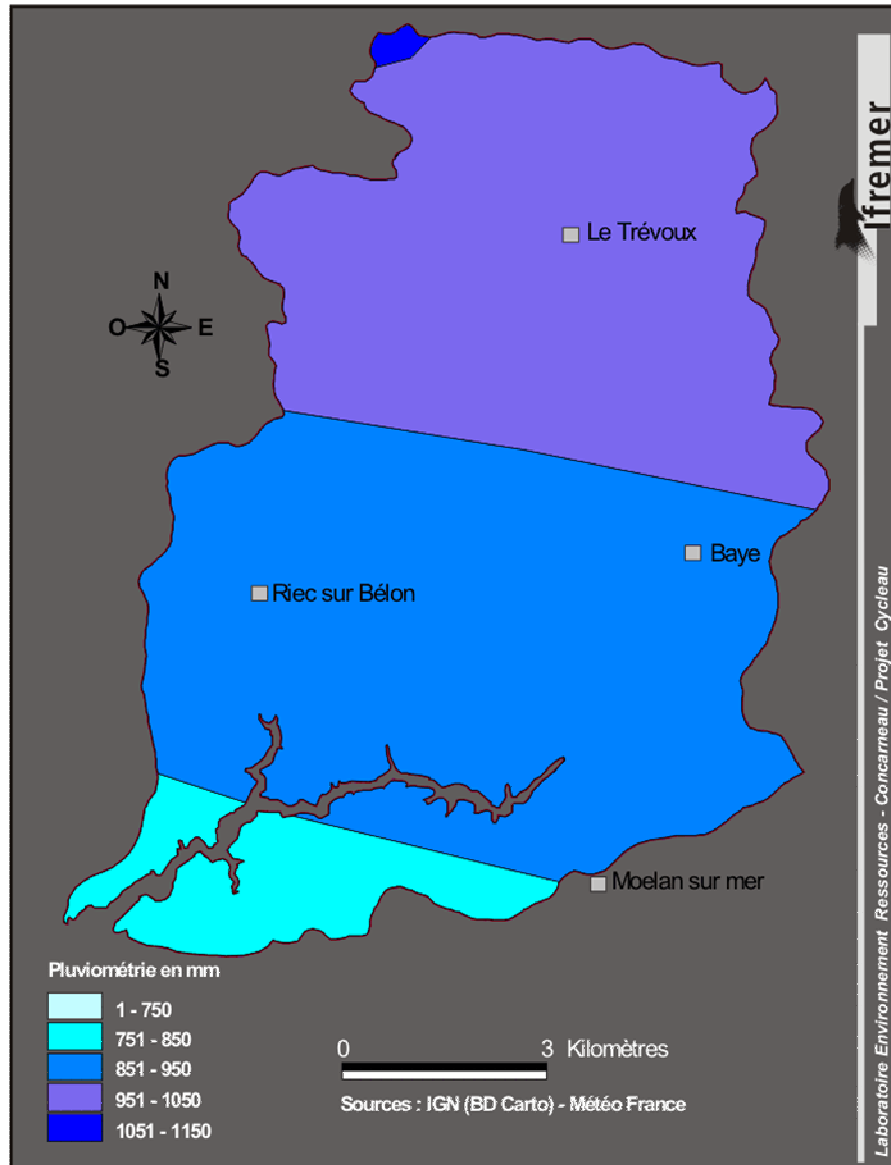 Ifremer
Le Trévoux
N
O
E
S
Baye
Riec sur Bélon
Moelan sur mer
Pluviométrie en mm
1 - 750
751 - 850
851 - 950
951 - 1050
1051 - 1150
0 3 Kilomètres
Sources : IGN (BD Carto) - Météo France
Laboratoire Environnement Ressources - Concarneau / Projet Cycleau